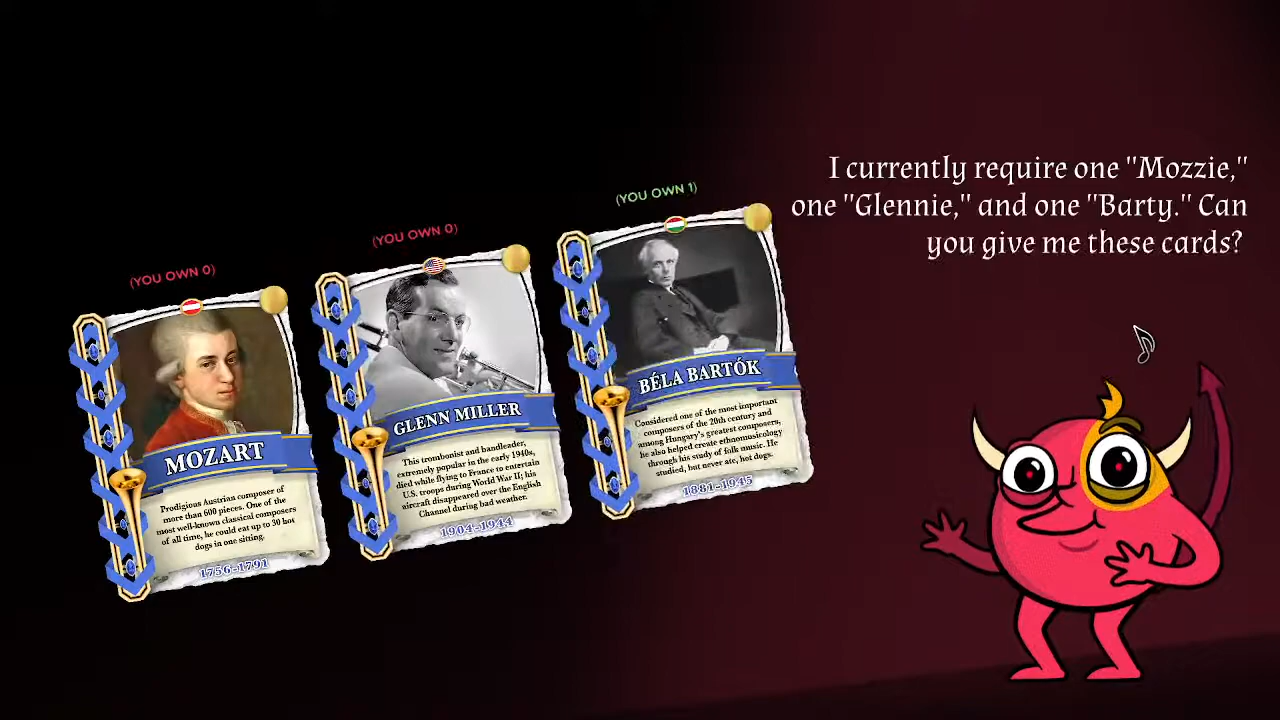 I currently require one "Mozzie,"
one "Glennie," and one "Barty." Can
you give me these cards?
(YOU OWN 0)
MOZART
Prodigious Austrian composer of
more than 600 pieces. One of the
most well-known classical composers
of all time, he could eat up to 30 hot
dogs in one sitting.
1756-1791
(YOU OWN 0)
GLENN MILLER
This trombonist and bandleader,
extremely popular in the early 1940s,
died while flying to France to entertain
U.S. troops during World War II; his
aircraft disappeared over the English
Channel during bad weather.
1904-1944
(YOU OWN 1)
BÉLA BARTÓK
Considered one of the most important
composers of the 20th century and
among Hungary's greatest composers,
he also helped create ethnomusicology
through his study of folk music. He
studied, but never ate, hot dogs.
1881-1945